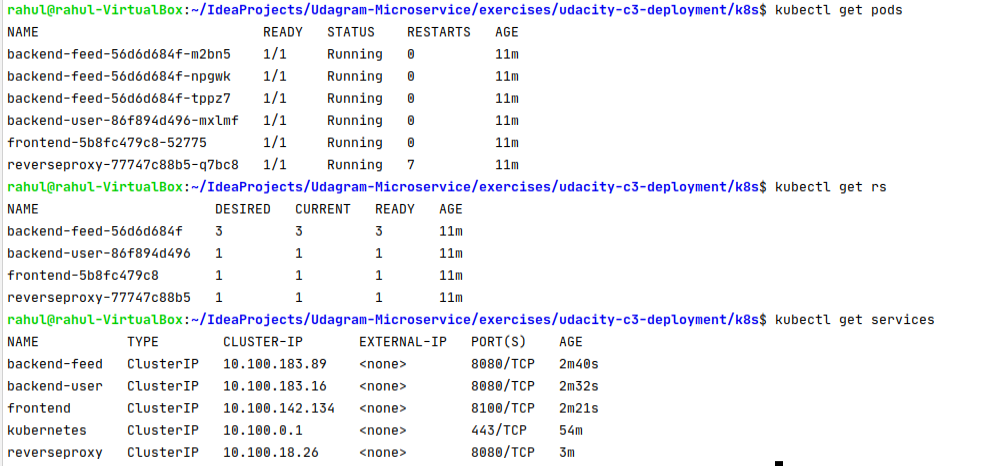 rahul@rahul-VirtualBox:~/IdeaProjects/Udagram-Microservice/exercises/udacity-c3-deployment/k8s$ kubectl get pods
NAME READY STATUS RESTARTS AGE
backend-feed-56d6d684f-m2bn5 1/1 Running 0 11m
backend-feed-56d6d684f-npgwk 1/1 Running 0 11m
backend-feed-56d6d684f-tppz7 1/1 Running 0 11m
backend-user-86f894d496-mxlmf 1/1 Running 0 11m
frontend-5b8fc479c8-52775 1/1 Running 0 11m
reverseproxy-77747c88b5-q7bc8 1/1 Running 7 11m
rahul@rahul-VirtualBox:~/IdeaProjects/Udagram-Microservice/exercises/udacity-c3-deployment/k8s$ kubectl get rs
NAME DESIRED CURRENT READY AGE
backend-feed-56d6d684f 3 3 3 11m
backend-user-86f894d496 1 1 1 11m
frontend-5b8fc479c8 1 1 1 11m
reverseproxy-77747c88b5 1 1 1 11m
rahul@rahul-VirtualBox:~/IdeaProjects/Udagram-Microservice/exercises/udacity-c3-deployment/k8s$ kubectl get services
NAME TYPE CLUSTER-IP EXTERNAL-IP PORT(S) AGE
backend-feed ClusterIP 10.100.183.89 <none> 8080/TCP 2m40s
backend-user ClusterIP 10.100.183.16 <none> 8080/TCP 2m32s
frontend ClusterIP 10.100.142.134 <none> 8100/TCP 2m21s
kubernetes ClusterIP 10.100.0.1 <none> 443/TCP 54m
reverseproxy ClusterIP 10.100.18.26 <none> 8080/TCP 3m